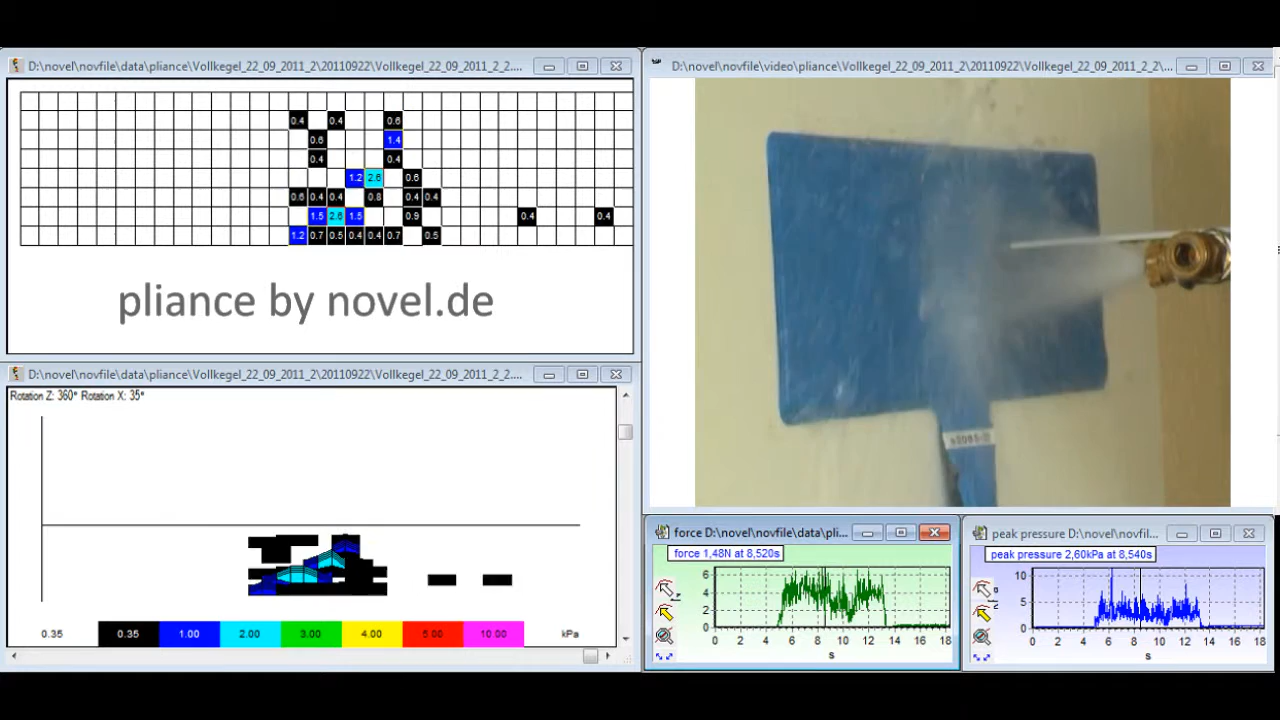 D:\novel\novfile\data\pliance\Vollkegel_22_09_2011_2\20110922\Vollkegel_22_09_2011_2_2....
0.4 0.4 0.6
0.6 1.4
0.4 0.4
1.2 2.6 0.6
0.6 0.4 0.4 0.8 0.4 0.4
1.5 2.6 1.5 0.9 0.4 0.4
1.2 0.7 0.5 0.4 0.4 0.7 0.5
pliance by novel.de
D:\novel\novfile\data\pliance\Vollkegel_22_09_2011_2\20110922\Vollkegel_22_09_2011_2_2....
Rotation Z: 360° Rotation X: 35°
0.35 0.35 1.00 2.00 3.00 4.00 5.00 10.00 kPa
D:\novel\novfile\video\pliance\Vollkegel_22_09_2011_2\20110922\Vollkegel_22_09_2011_2_2\...
force D:\novel\novfile\data\pli...
force 1,48N at 8,520s
6
4
2
0
0 2 4 6 8 10 12 14 16 18
s
peak pressure D:\novel\novfil...
peak pressure 2,60kPa at 8,540s
10
5
0
0 2 4 6 8 10 12 14 16 18
s